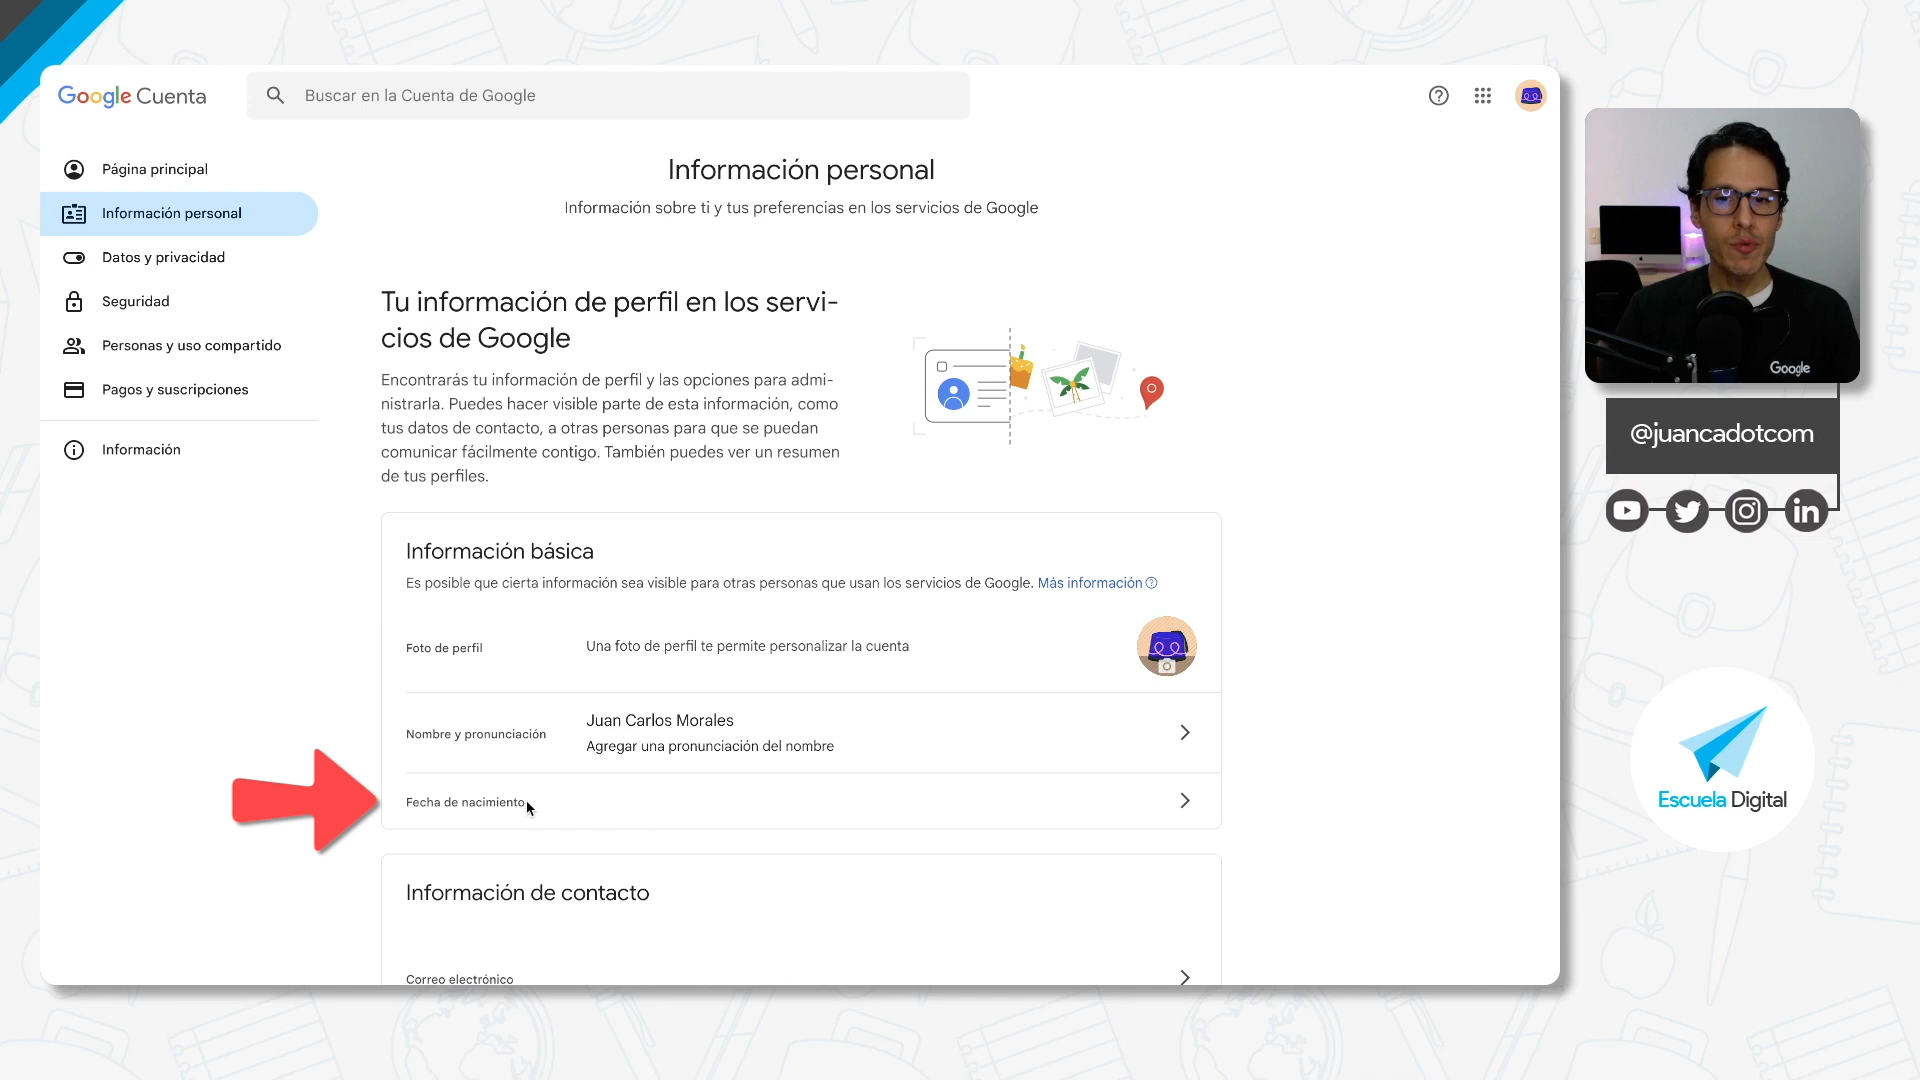 Google Cuenta
Buscar en la Cuenta de Google
Página principal
Información personal
Datos y privacidad
Seguridad
Personas y uso compartido
Pagos y suscripciones
Información
Información personal
Información sobre ti y tus preferencias en los servicios de Google
Tu información de perfil en los servi-
cios de Google
Encontrarás tu información de perfil y las opciones para admi-
nistrarla. Puedes hacer visible parte de esta información, como
tus datos de contacto, a otras personas para que se puedan
comunicar fácilmente contigo. También puedes ver un resumen
de tus perfiles.
Información básica
Es posible que cierta información sea visible para otras personas que usan los servicios de Google. Más información
Foto de perfil
Una foto de perfil te permite personalizar la cuenta
Nombre y pronunciación
Juan Carlos Morales
Agregar una pronunciación del nombre
Fecha de nacimiento
Información de contacto
Correo electrónico
Google
@juancadotcom
in
Escuela Digital